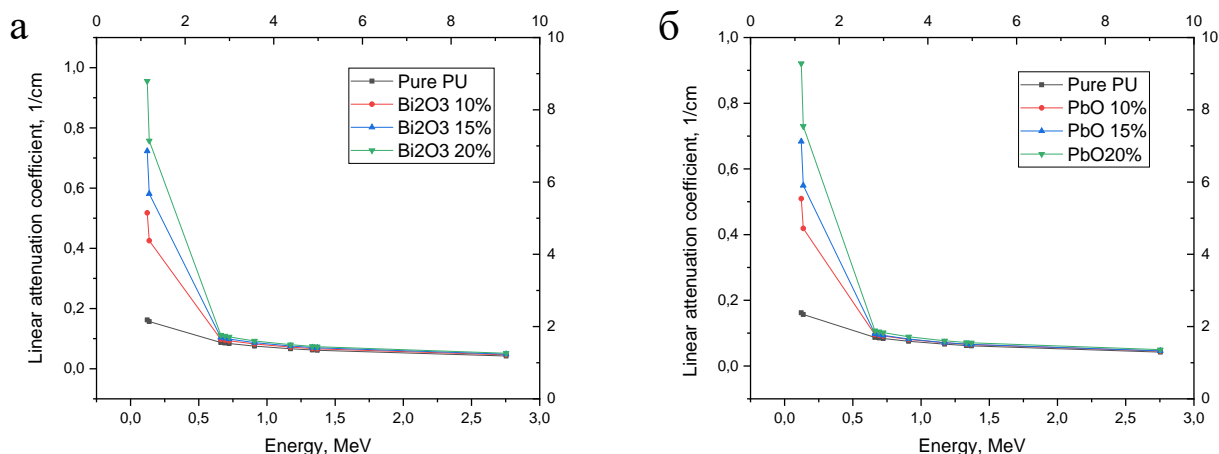 а
0 2 4 6 8 10
1,0
0,8
0,6
0,4
0,2
0,0
Linear attenuation coefficient, 1/cm
Pure PU
Bi2O3 10%
Bi2O3 15%
Bi2O3 20%
10
8
6
4
2
0
0,0 0,5 1,0 1,5 2,0 2,5 3,0
Energy, MeV
б
0 2 4 6 8 10
1,0
0,8
0,6
0,4
0,2
0,0
Linear attenuation coefficient, 1/cm
Pure PU
PbO 10%
PbO 15%
PbO20%
10
8
6
4
2
0
0,0 0,5 1,0 1,5 2,0 2,5 3,0
Energy, MeV